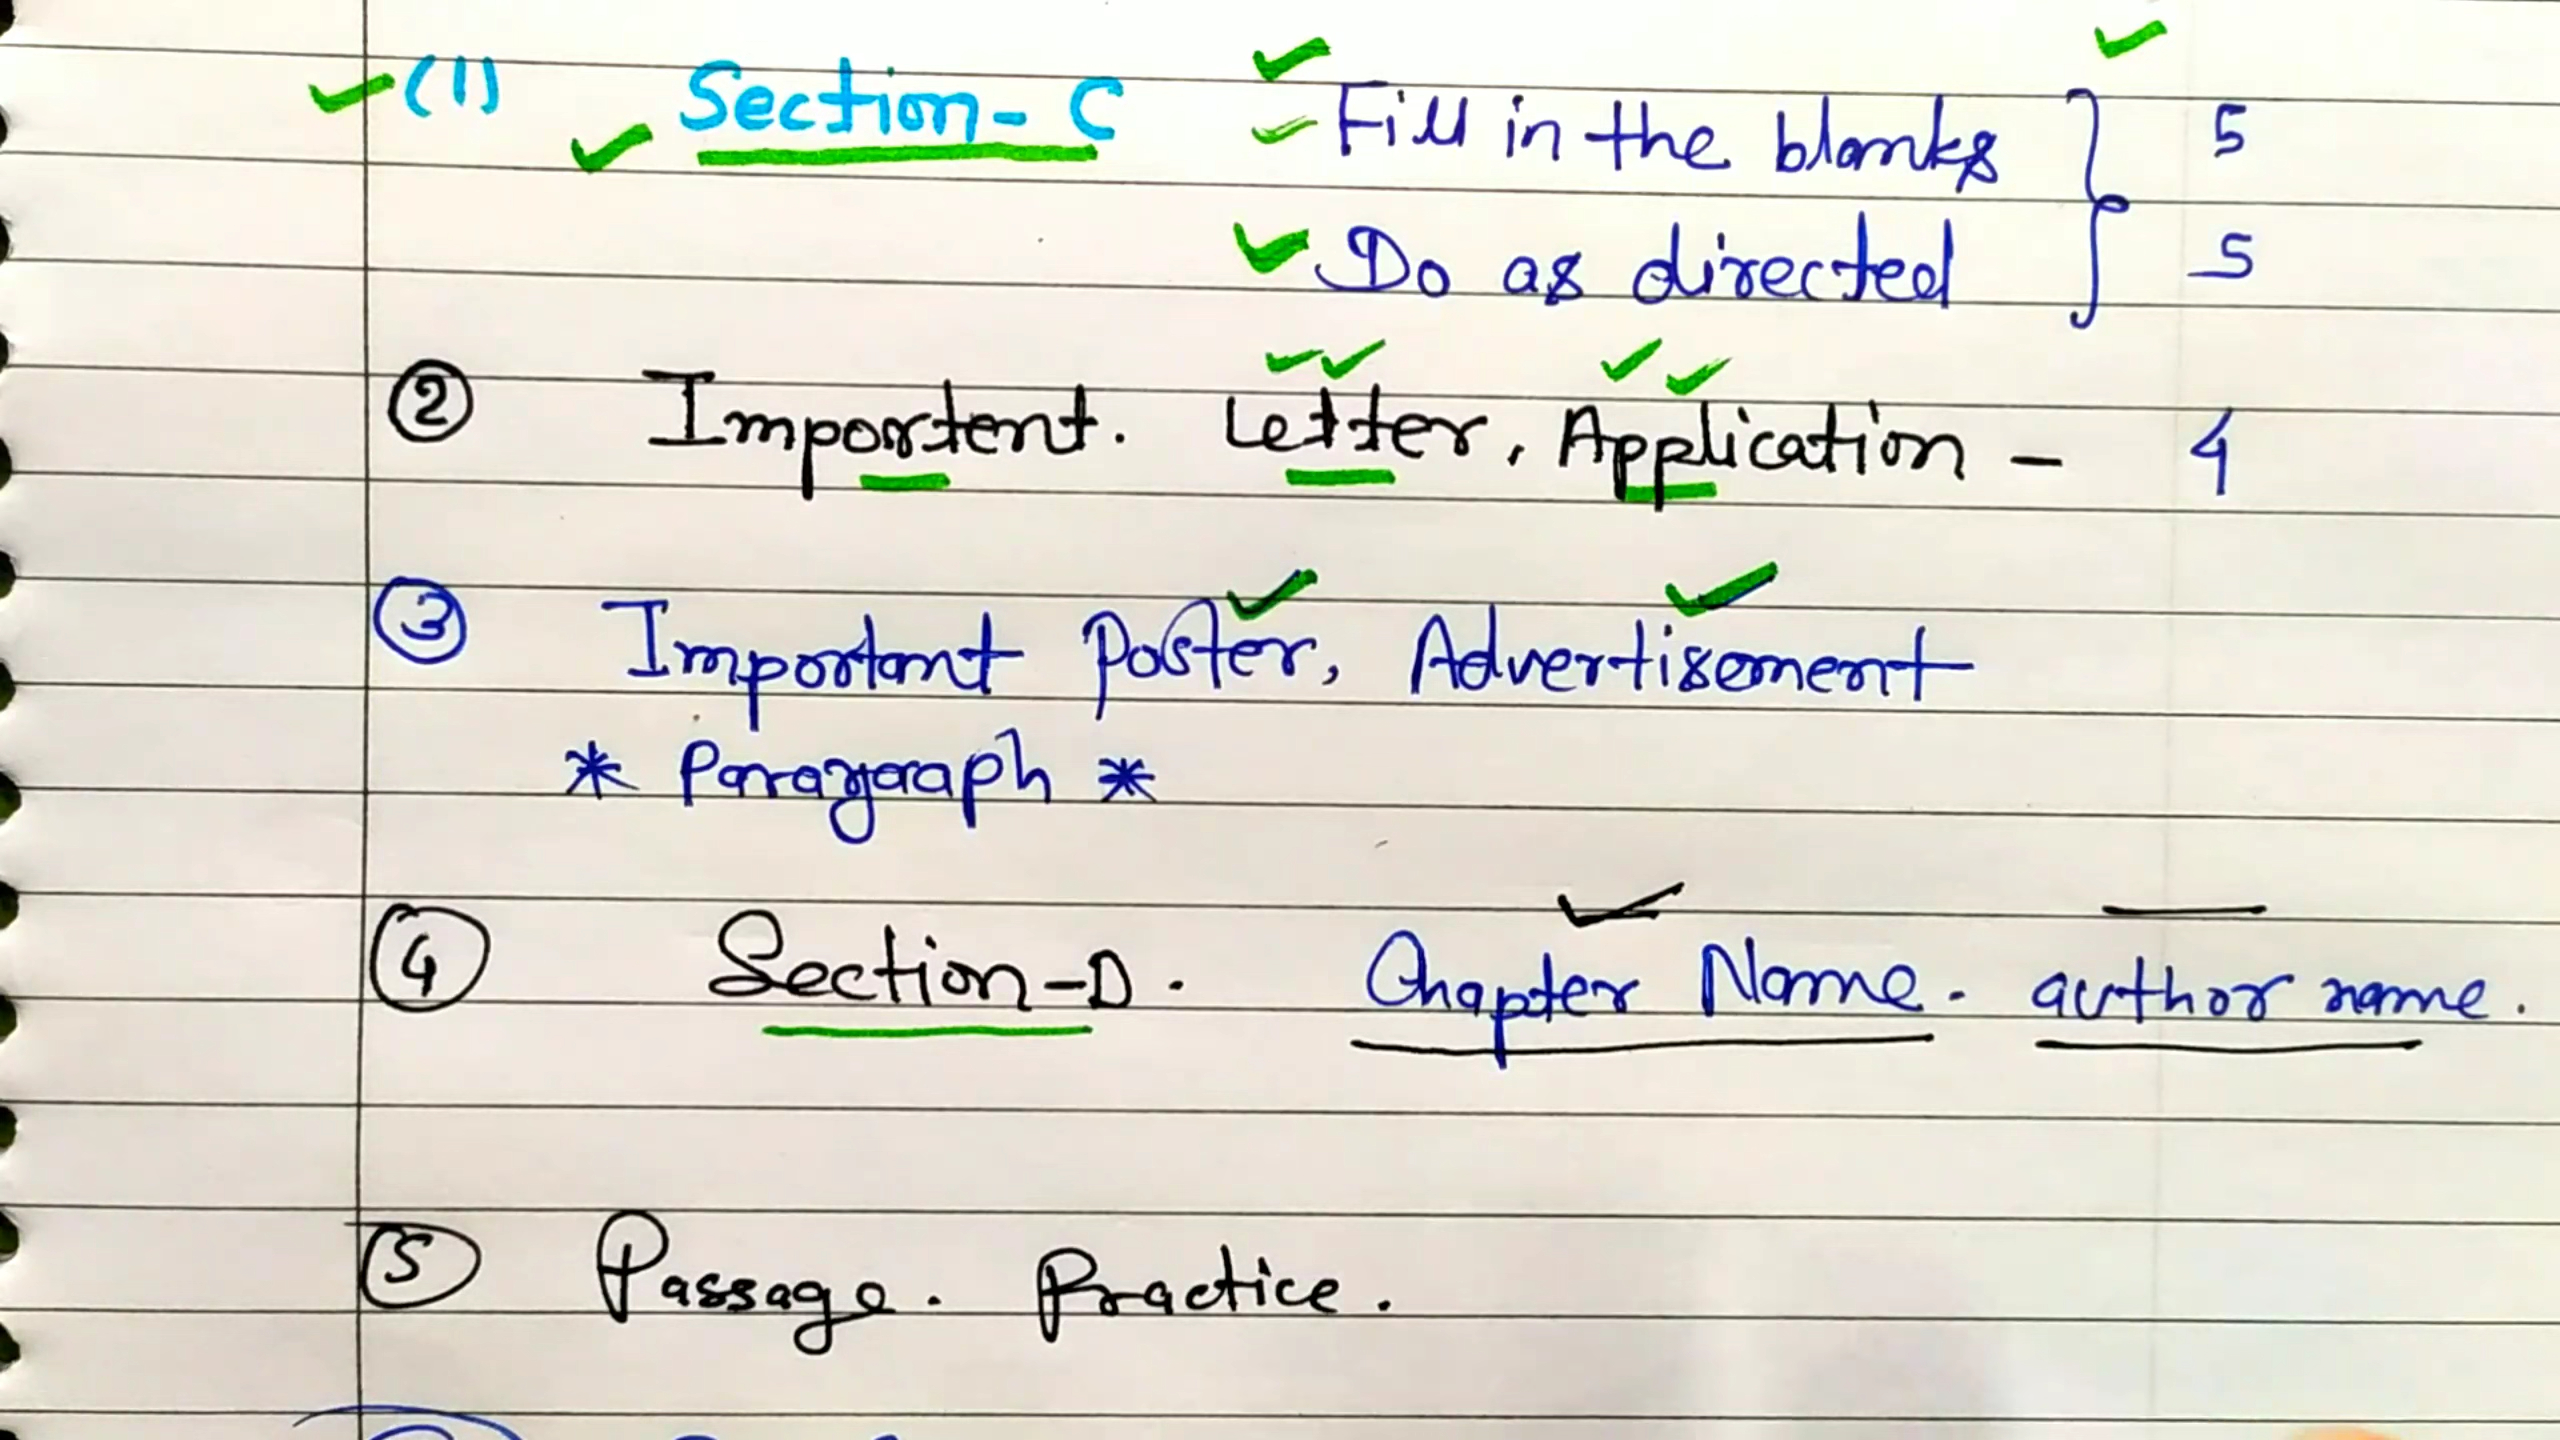 (1) Section - C Fill in the blanks 5
Do as directed 5
② Importent. Letter, Application - 4
③ Important Poster, Advertisement
* Paragraph *
④ Section - D. Chapter Name. author name.
⑤ Passage. Practice.